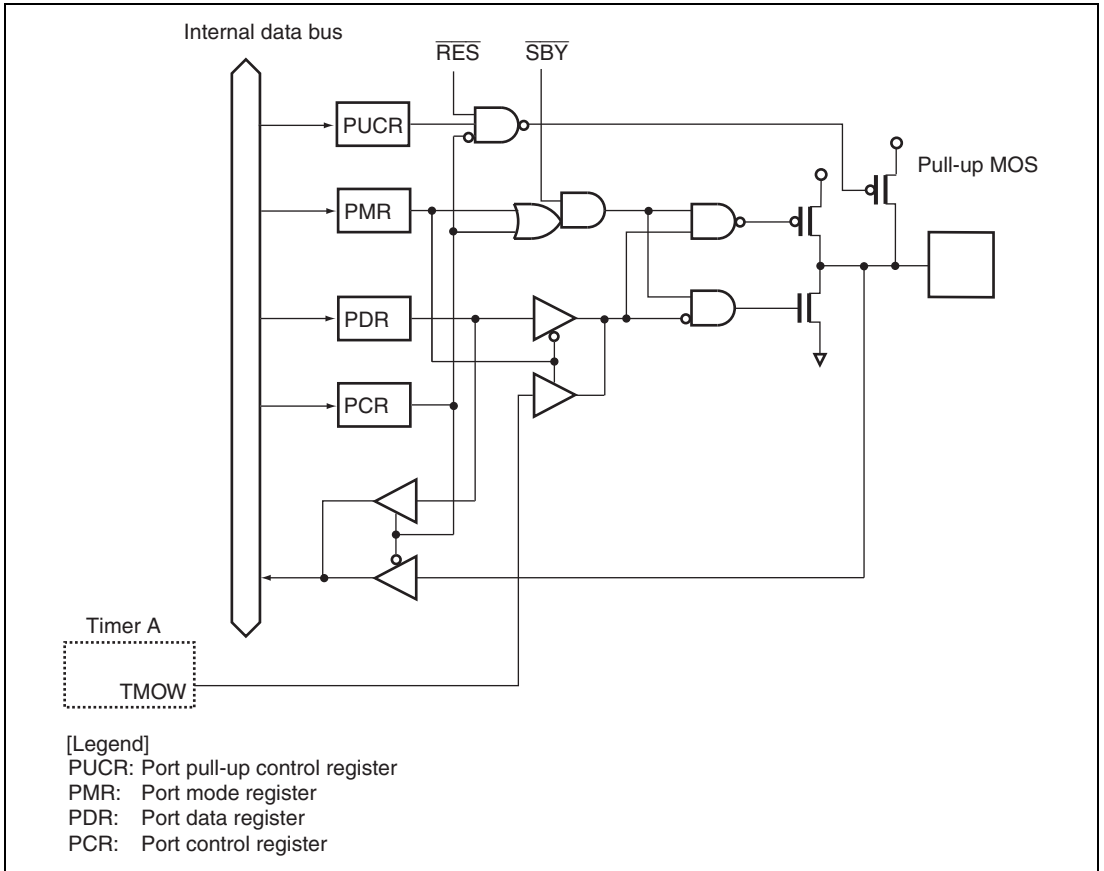 Internal data bus
RES
SBY
PUCR
Pull-up MOS
PMR
PDR
PCR
Timer A
TMOW
[Legend]
PUCR: Port pull-up control register
PMR: Port mode register
PDR: Port data register
PCR: Port control register